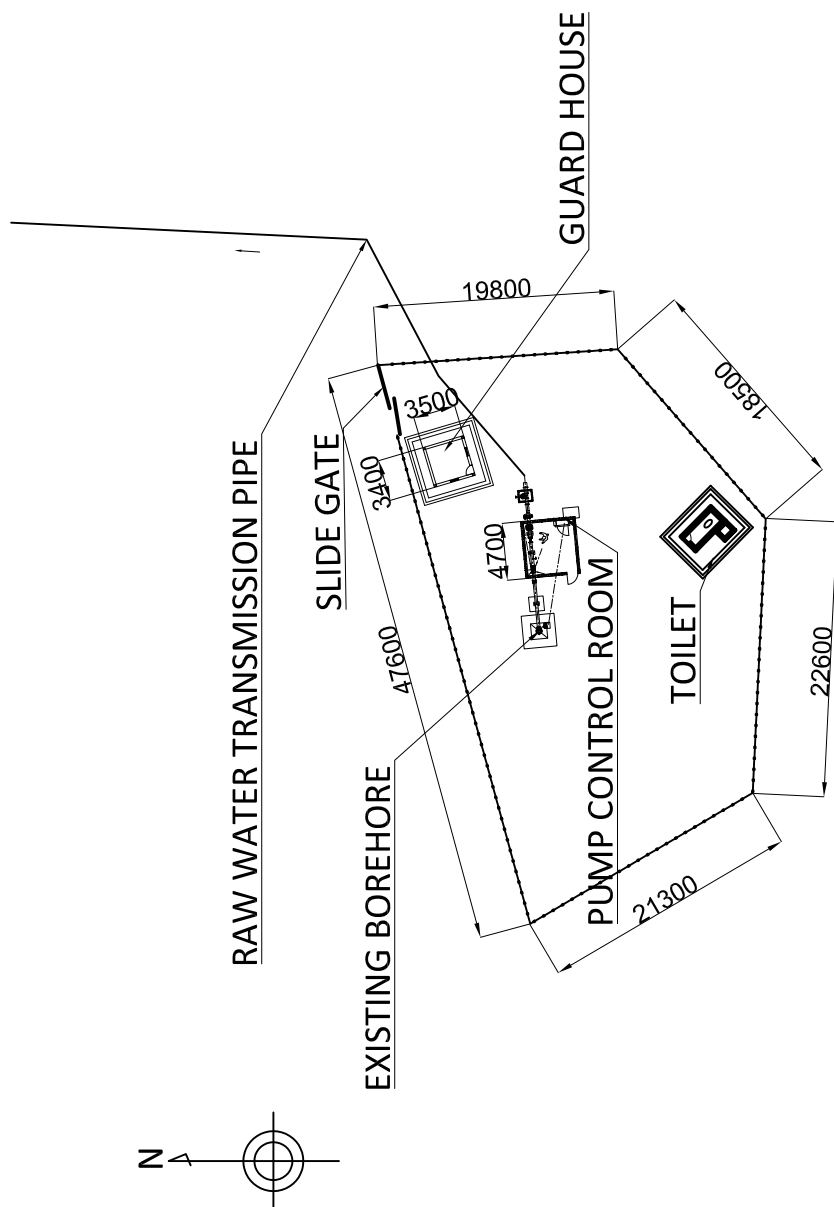 RAW WATER TRANSMISSION PIPE
SLIDE GATE
GUARD HOUSE
EXISTING BOREHORE
PUMP CONTROL ROOM
TOILET
N
47600
19800
18500
22600
21300
3500
3400
4700